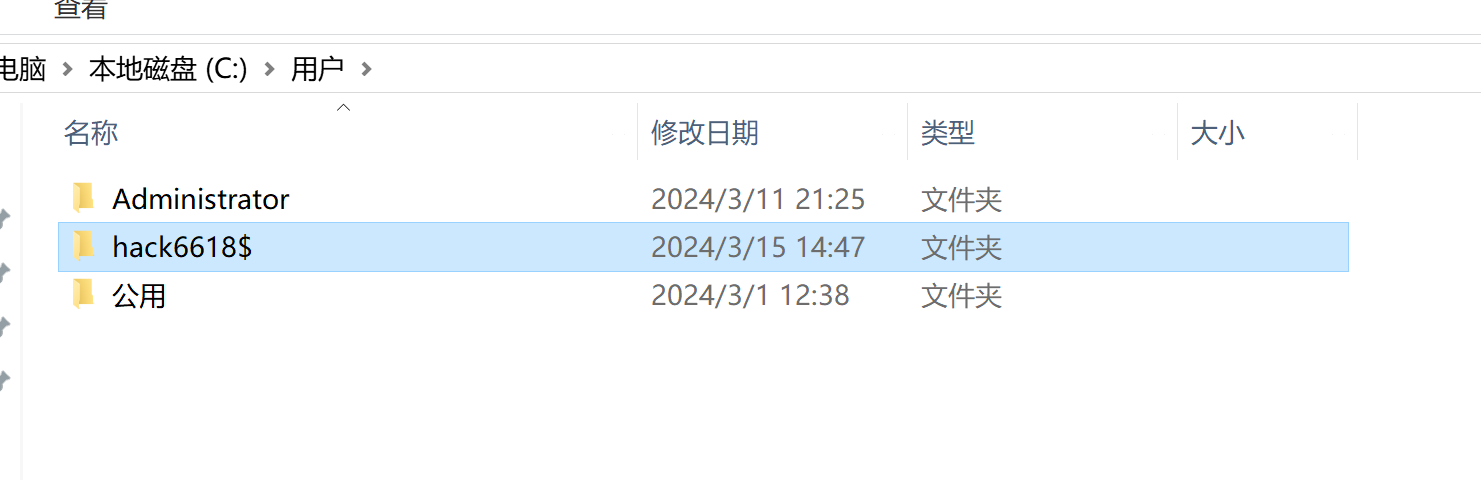 查看
电脑 本地磁盘 (C:) 用户
名称 修改日期 类型 大小
Administrator 2024/3/11 21:25 文件夹
hack6618$ 2024/3/15 14:47 文件夹
公用 2024/3/1 12:38 文件夹